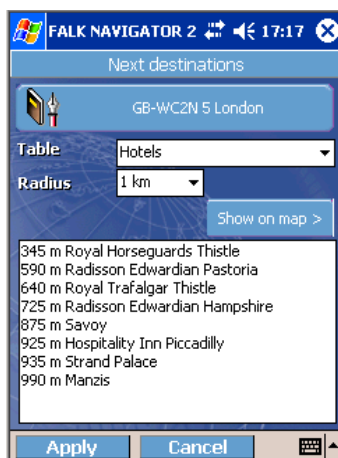 FALK NAVIGATOR 2 17:17
Next destinations
GB-WC2N 5 London
Table Hotels
Radius 1 km
Show on map >
345 m Royal Horseguards Thistle
590 m Radisson Edwardian Pastoria
640 m Royal Trafalgar Thistle
725 m Radisson Edwardian Hampshire
875 m Savoy
925 m Hospitality Inn Piccadilly
935 m Strand Palace
990 m Manzis
Apply Cancel